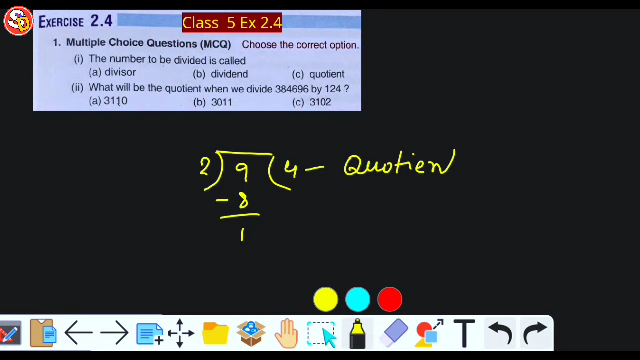 EXERCISE 2.4
Class 5 Ex 2.4
1. Multiple Choice Questions (MCQ) Choose the correct option.
(i) The number to be divided is called
(a) divisor (b) dividend (c) quotient
(ii) What will be the quotient when we divide 384696 by 124 ?
(a) 3110 (b) 3011 (c) 3102
2) 9 (4 — Quotien
- 8
1
T